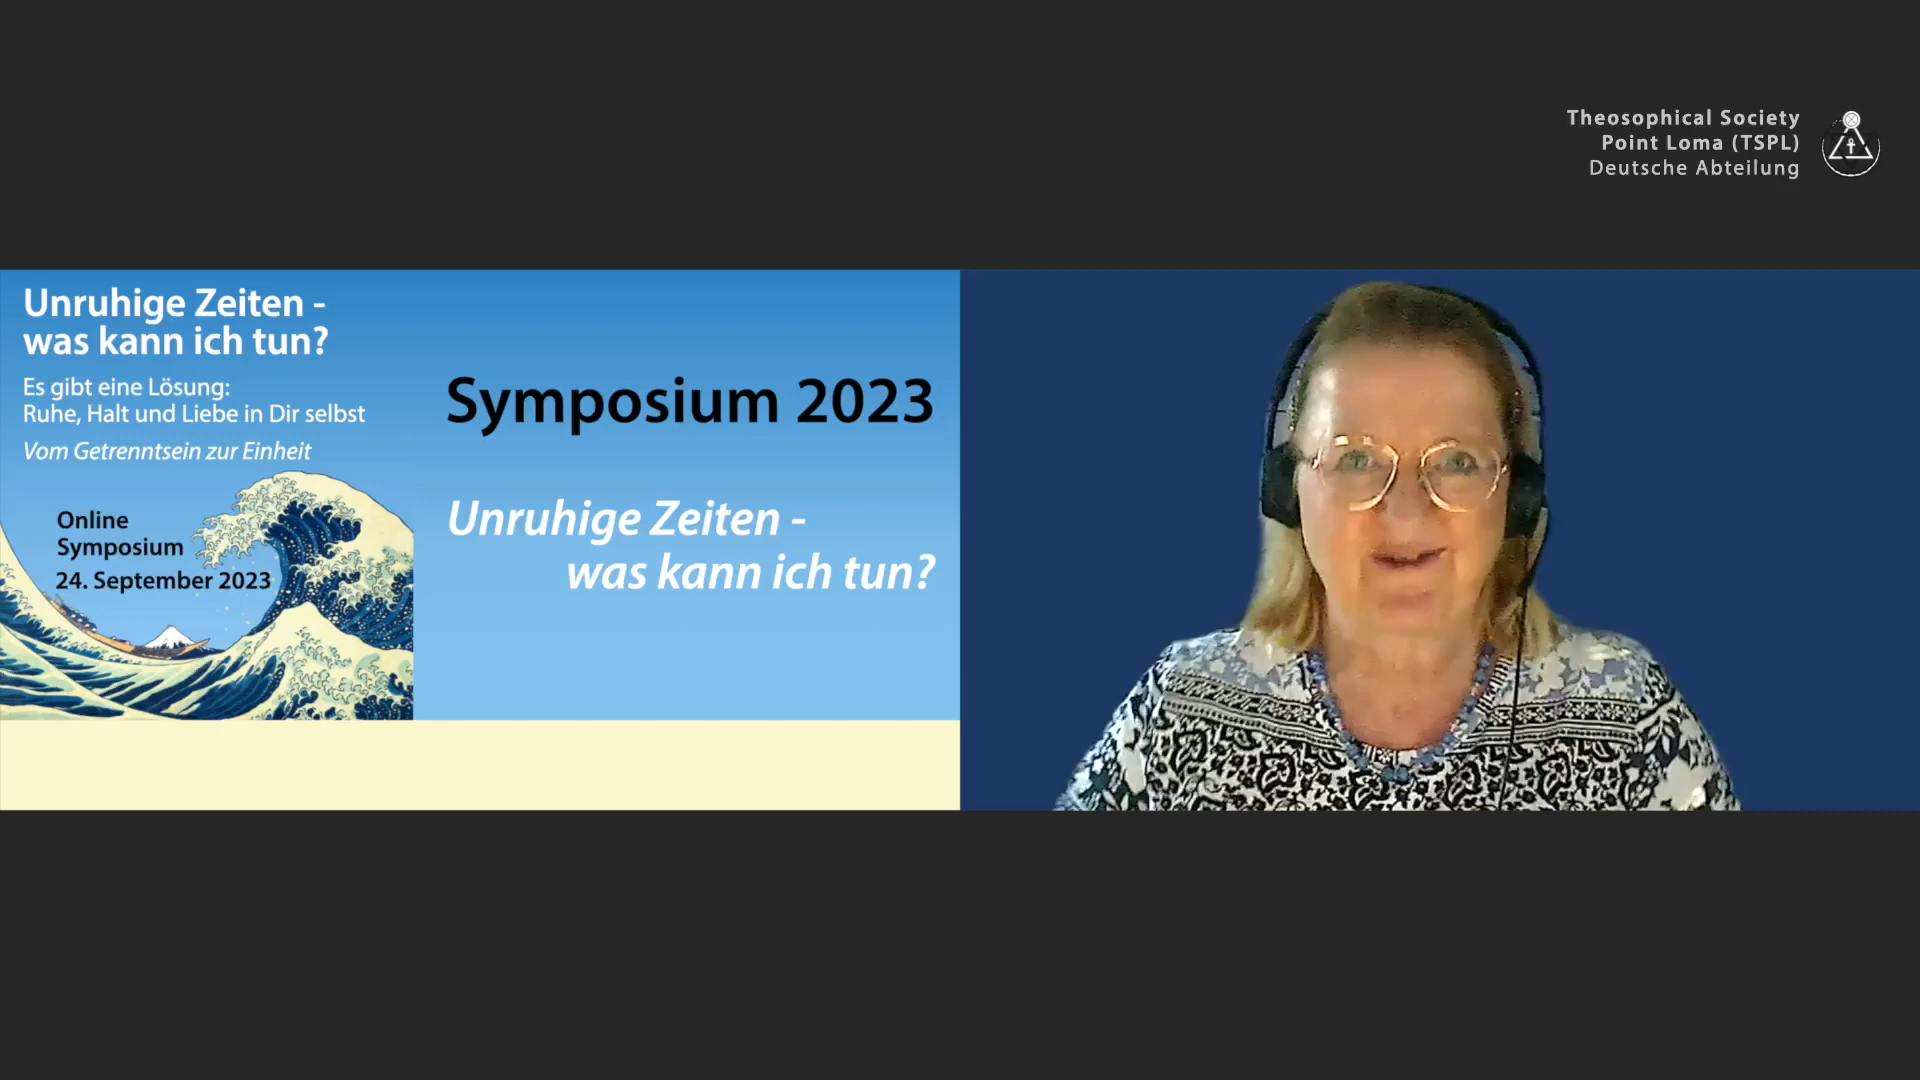 Theosophical Society
Point Loma (TSPL)
Deutsche Abteilung
Unruhige Zeiten -
was kann ich tun?
Es gibt eine Lösung:
Ruhe, Halt und Liebe in Dir selbst
Vom Getrenntsein zur Einheit
Online
Symposium
24. September 2023
Symposium 2023
Unruhige Zeiten -
was kann ich tun?